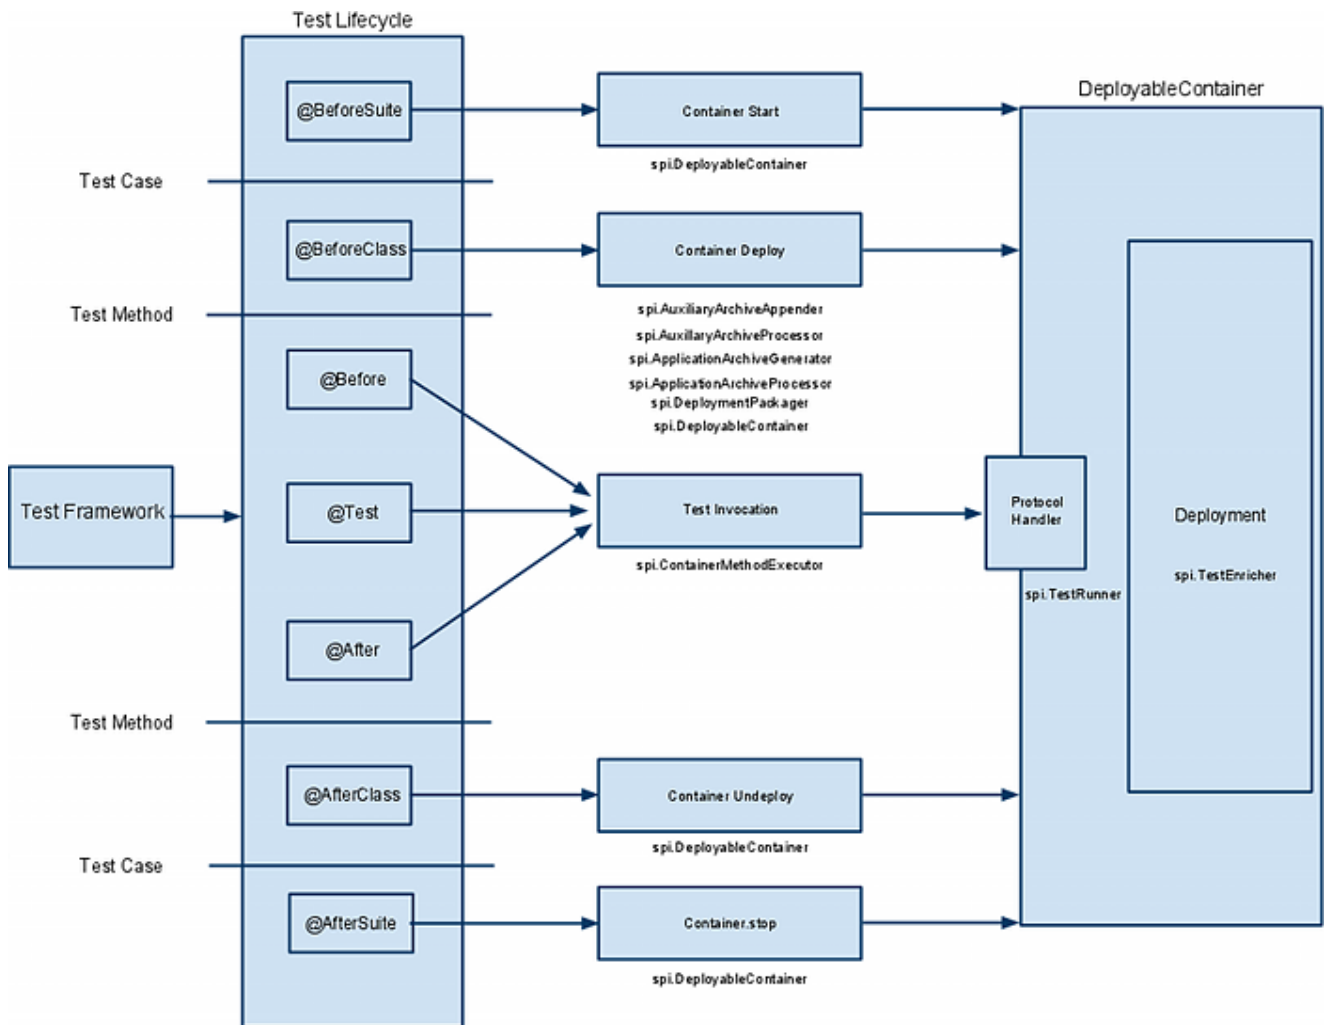 Test Lifecycle
DeployableContainer
@BeforeSuite
Container Start
spi.DeployableContainer
Test Case
@BeforeClass
Container Deploy
Test Method
spi.AuxiliaryArchiveAppender
spi.AuxillaryArchiveProcessor
spi.ApplicationArchiveGenerator
spi.ApplicationArchiveProcessor
spi.DeploymentPackager
spi.DeployableContainer
@Before
Test Framework
@Test
Test Invocation
spi.ContainerMethodExecutor
Protocol
Handler
spi.TestRunner
Deployment
spi.TestEnricher
@After
Test Method
@AfterClass
Container Undeploy
spi.DeployableContainer
Test Case
@AfterSuite
Container.stop
spi.DeployableContainer